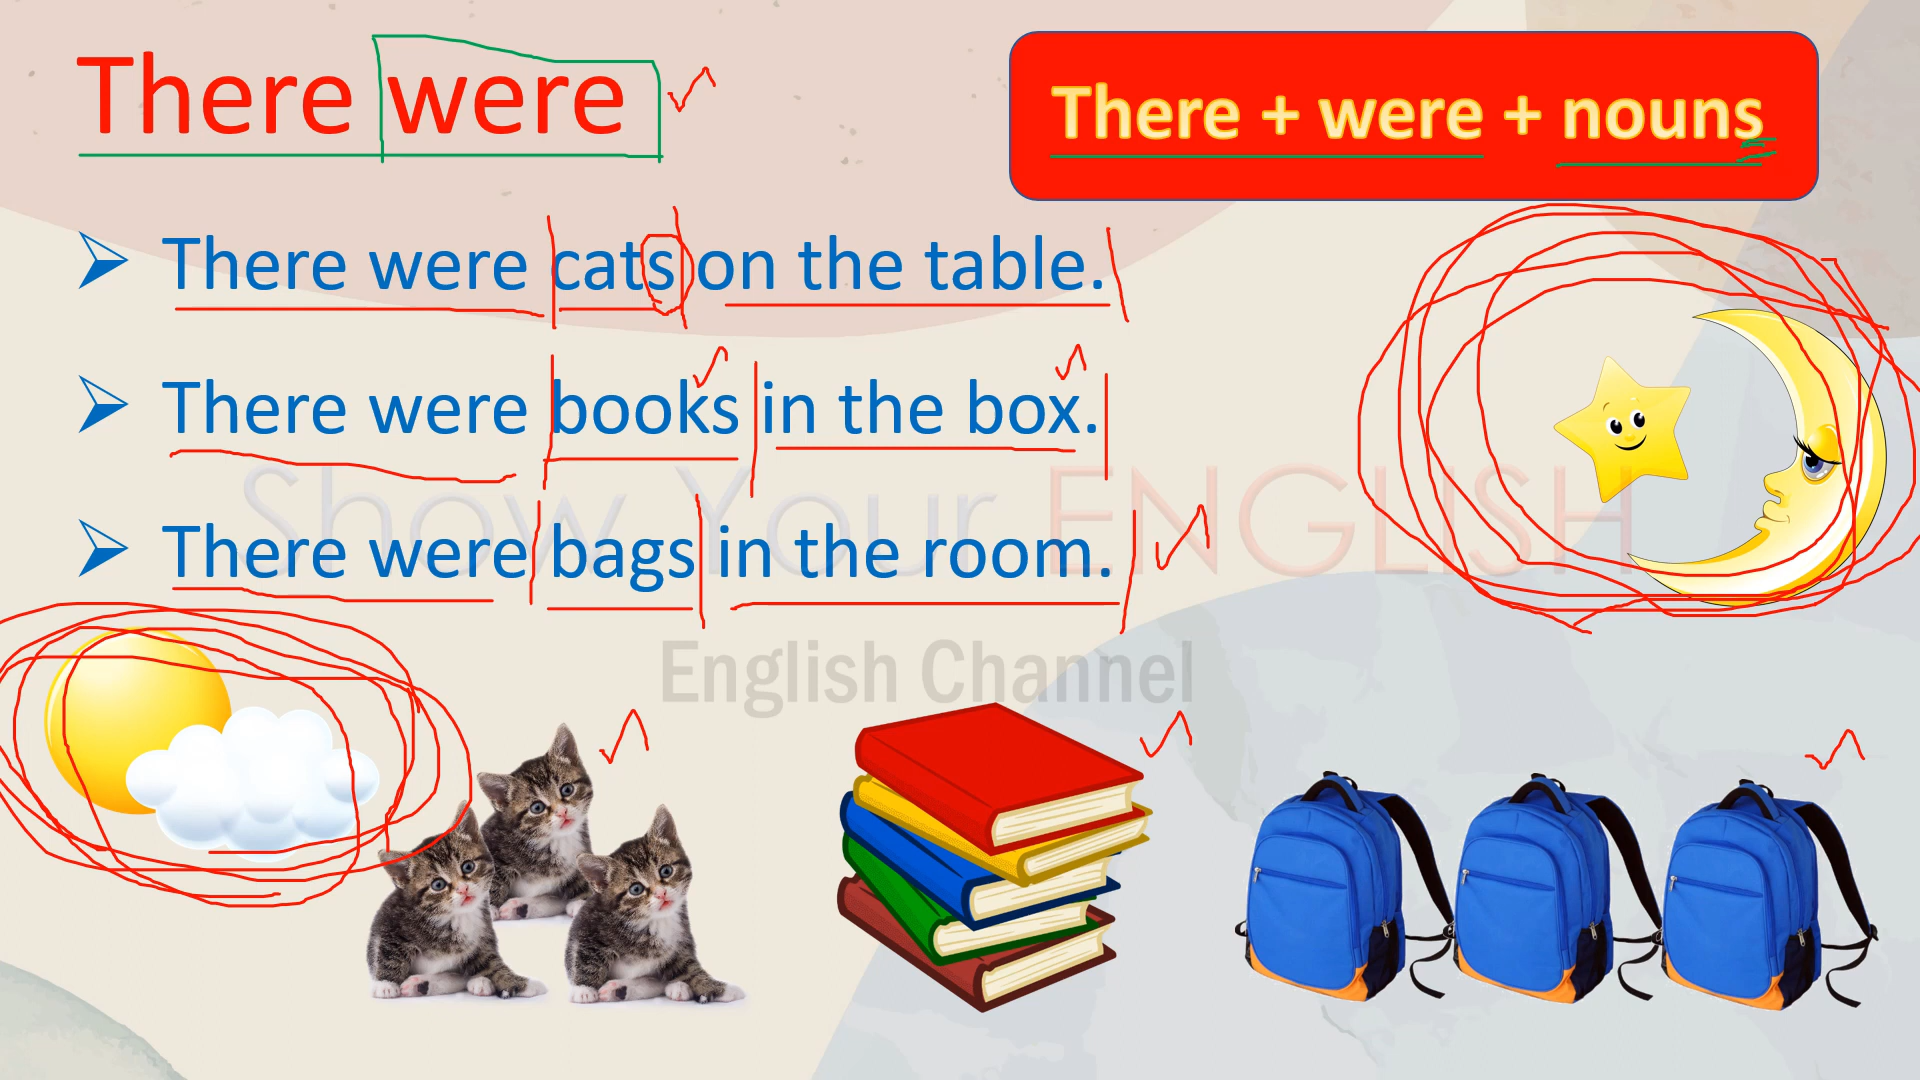 There were
There + were + nouns
There were cats on the table.
There were books in the box.
There were bags in the room.
Show Your ENGLISH
English Channel